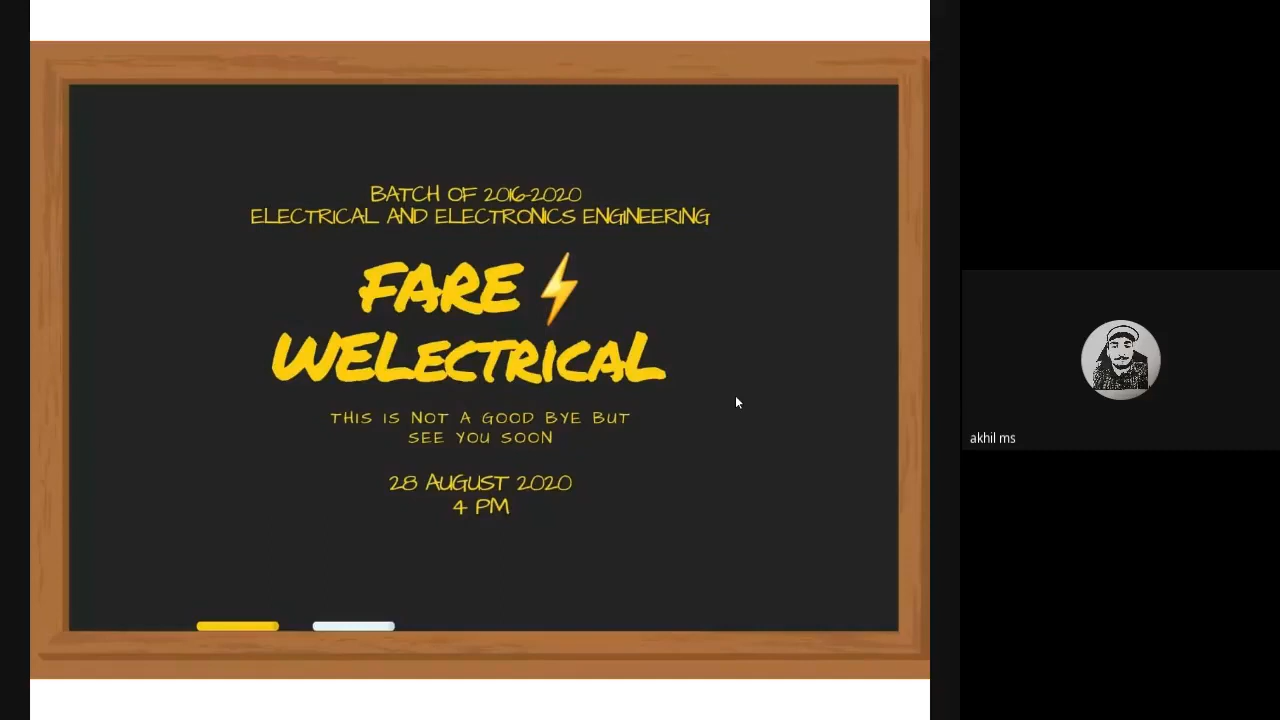 BATCH OF 2016-2020
ELECTRICAL AND ELECTRONICS ENGINEERING
FARE⚡
WELECTRICAL
THIS IS NOT A GOOD BYE BUT
SEE YOU SOON
28 AUGUST 2020
4 PM
akhil ms